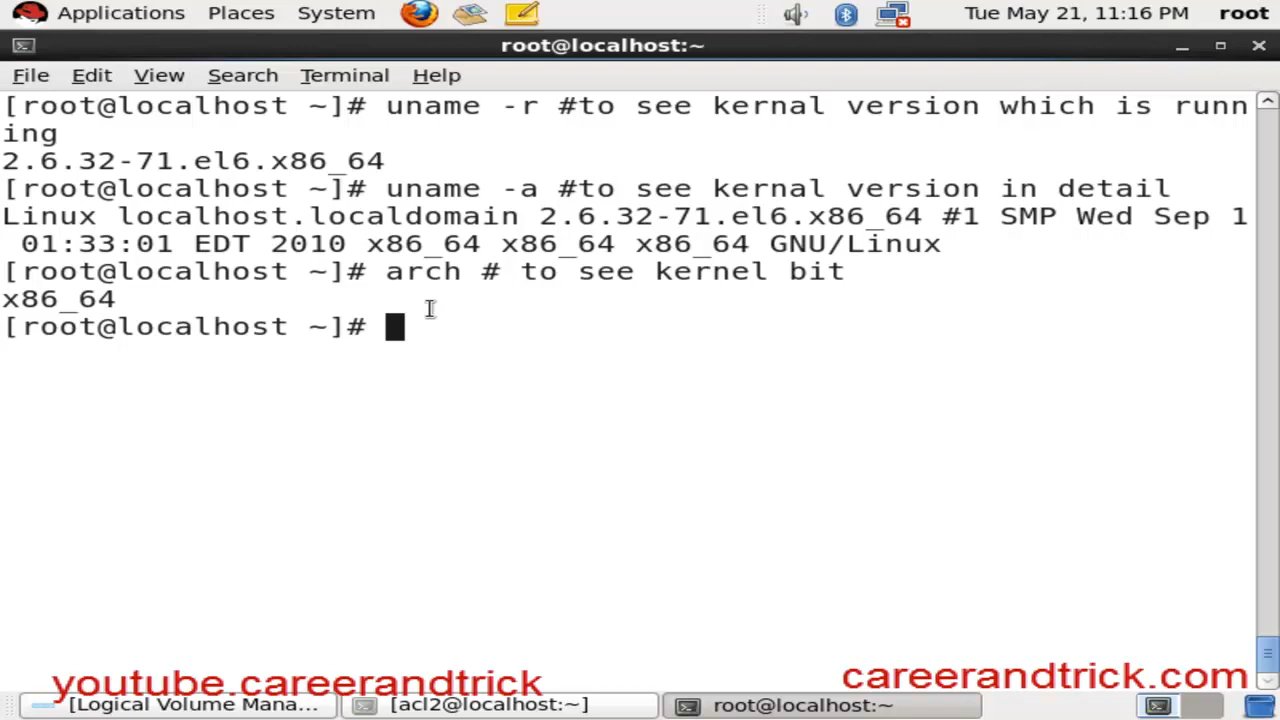 Applications Places System Tue May 21, 11:16 PM root
root@localhost:~
File Edit View Search Terminal Help
[root@localhost ~]# uname -r #to see kernal version which is runn
ing
2.6.32-71.el6.x86_64
[root@localhost ~]# uname -a #to see kernal version in detail
Linux localhost.localdomain 2.6.32-71.el6.x86_64 #1 SMP Wed Sep 1
 01:33:01 EDT 2010 x86_64 x86_64 x86_64 GNU/Linux
[root@localhost ~]# arch # to see kernel bit
x86_64
[root@localhost ~]#
youtube.careerandtrick careerandtrick.com
[Logical Volume Mana... [acl2@localhost:~] root@localhost:~